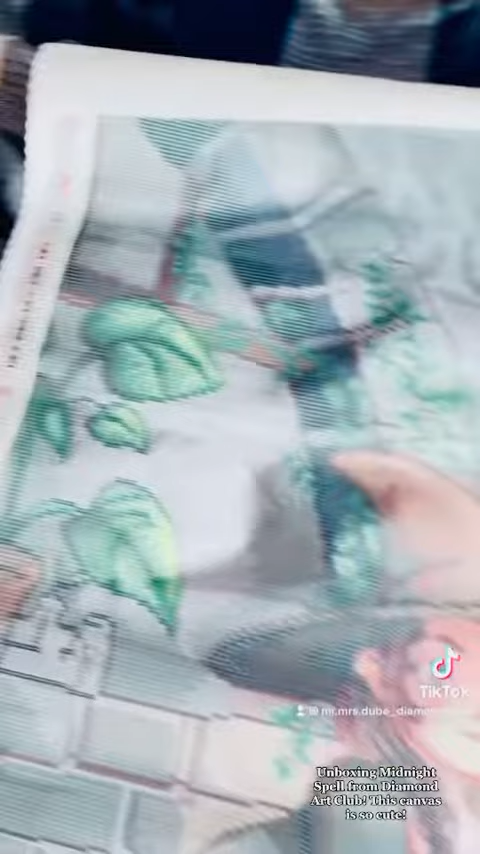 TikTok
Unboxing Midnight
Spell from Diamond
Art Club! This canvas
is so cute!